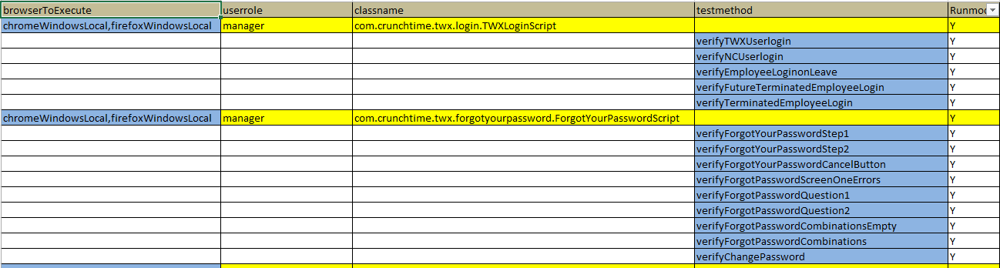 browserToExecute userrole classname testmethod Runmoc
chromeWindowsLocal,firefoxWindowsLocal manager com.crunchtime.twx.login.TWXLoginScript Y
verifyTWXUserlogin Y
verifyNCUserlogin Y
verifyEmployeeLoginonLeave Y
verifyFutureTerminatedEmployeeLogin Y
verifyTerminatedEmployeeLogin Y
chromeWindowsLocal,firefoxWindowsLocal manager com.crunchtime.twx.forgotyourpassword.ForgotYourPasswordScript Y
verifyForgotYourPasswordStep1 Y
verifyForgotYourPasswordStep2 Y
verifyForgotYourPasswordCancelButton Y
verifyForgotPasswordScreenOneErrors Y
verifyForgotPasswordQuestion1 Y
verifyForgotPasswordQuestion2 Y
verifyForgotPasswordCombinationsEmpty Y
verifyForgotPasswordCombinations Y
verifyChangePassword Y